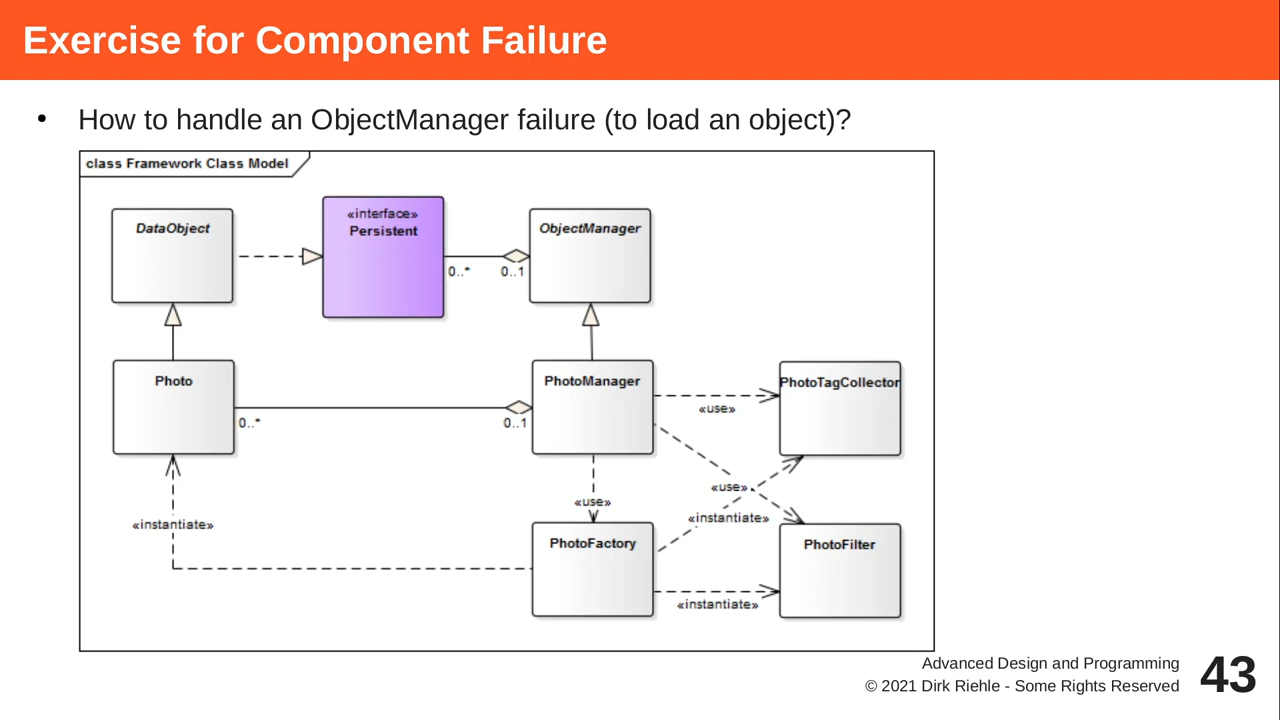 Exercise for Component Failure
• How to handle an ObjectManager failure (to load an object)?
class Framework Class Model
DataObject
«interface»
Persistent
ObjectManager
0..*
0..1
Photo
PhotoManager
PhotoTagCollector
0..*
0..1
«use»
«use»
«use»
«instantiate»
«instantiate»
PhotoFactory
PhotoFilter
«instantiate»
Advanced Design and Programming
© 2021 Dirk Riehle - Some Rights Reserved
43